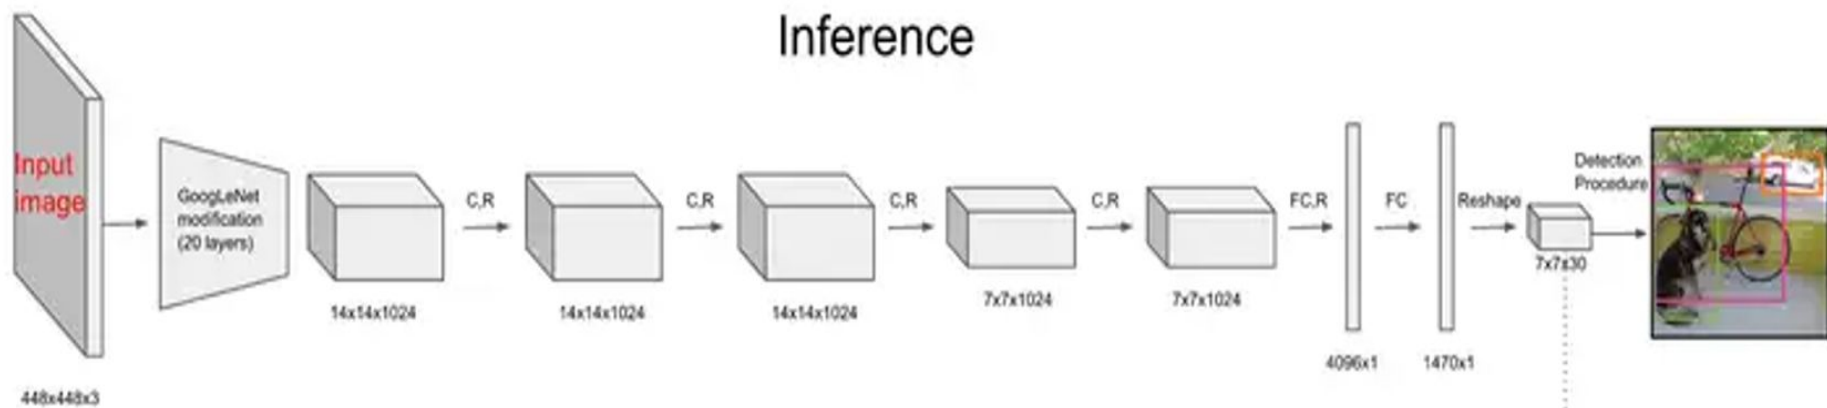 Inference
Input
image
448x448x3
GoogLeNet
modification
(20 layers)
14x14x1024
C,R
14x14x1024
C,R
14x14x1024
C,R
7x7x1024
C,R
7x7x1024
FC,R
4096x1
FC
1470x1
Reshape
7x7x30
Detection
Procedure